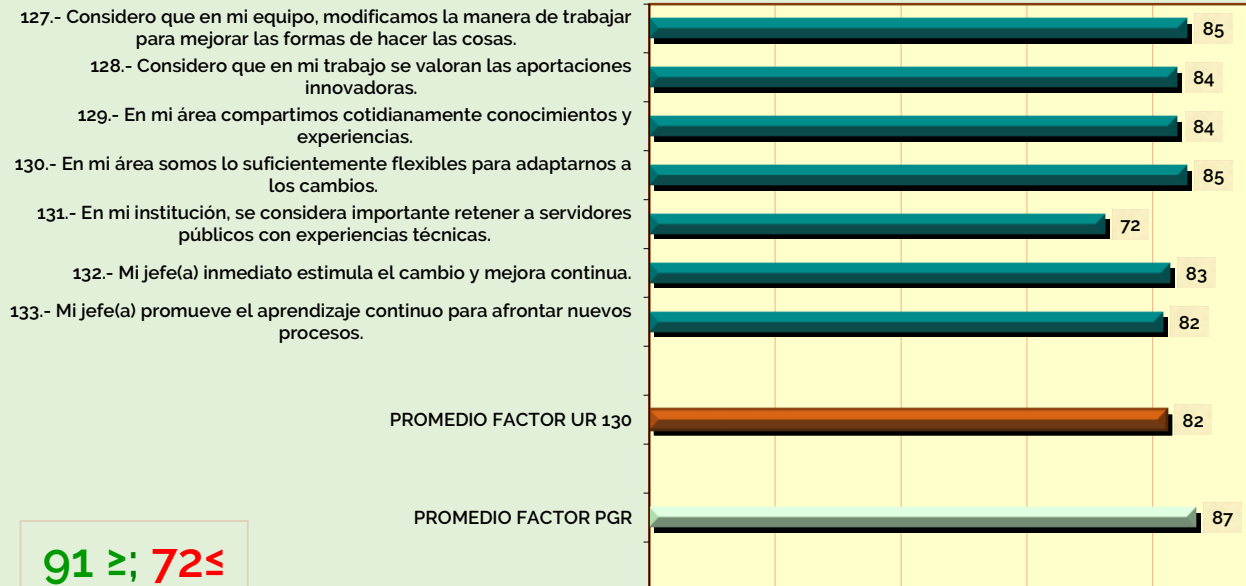 127.- Considero que en mi equipo, modificamos la manera de trabajar
para mejorar las formas de hacer las cosas.
85
128.- Considero que en mi trabajo se valoran las aportaciones
innovadoras.
84
129.- En mi área compartimos cotidianamente conocimientos y
experiencias.
84
130.- En mi área somos lo suficientemente flexibles para adaptarnos a
los cambios.
85
131.- En mi institución, se considera importante retener a servidores
públicos con experiencias técnicas.
72
132.- Mi jefe(a) inmediato estimula el cambio y mejora continua.
83
133.- Mi jefe(a) promueve el aprendizaje continuo para afrontar nuevos
procesos.
82
PROMEDIO FACTOR UR 130
82
PROMEDIO FACTOR PGR
87
91 ≥; 72≤